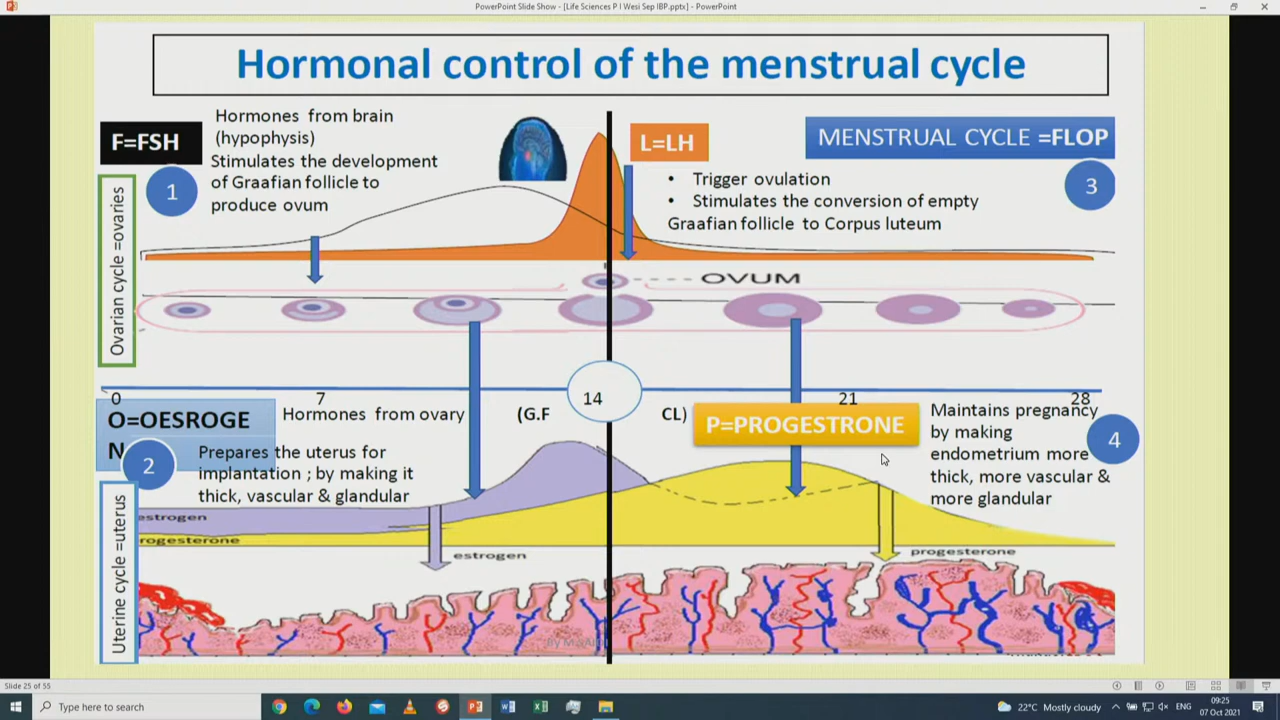 PowerPoint Slide Show - [Life Sciences P I Wesi Sep IBP.pptx] - PowerPoint
Hormonal control of the menstrual cycle
F=FSH
Hormones from brain
(hypophysis)
Stimulates the development
of Graafian follicle to
produce ovum
1
L=LH
MENSTRUAL CYCLE =FLOP
3
• Trigger ovulation
• Stimulates the conversion of empty
Graafian follicle to Corpus luteum
Ovarian cycle =ovaries
OVUM
0
7
14
21
28
O=OESROGE
N
2
Hormones from ovary
(G.F
CL)
Prepares the uterus for
implantation ; by making it
thick, vascular & glandular
P=PROGESTRONE
Maintains pregnancy
by making
endometrium more
thick, more vascular &
more glandular
4
Uterine cycle =uterus
estrogen
rogesterone
estrogen
progesterone
Slide 25 of 55
Type here to search
22°C Mostly cloudy
ENG
09:25
07 Oct 2021